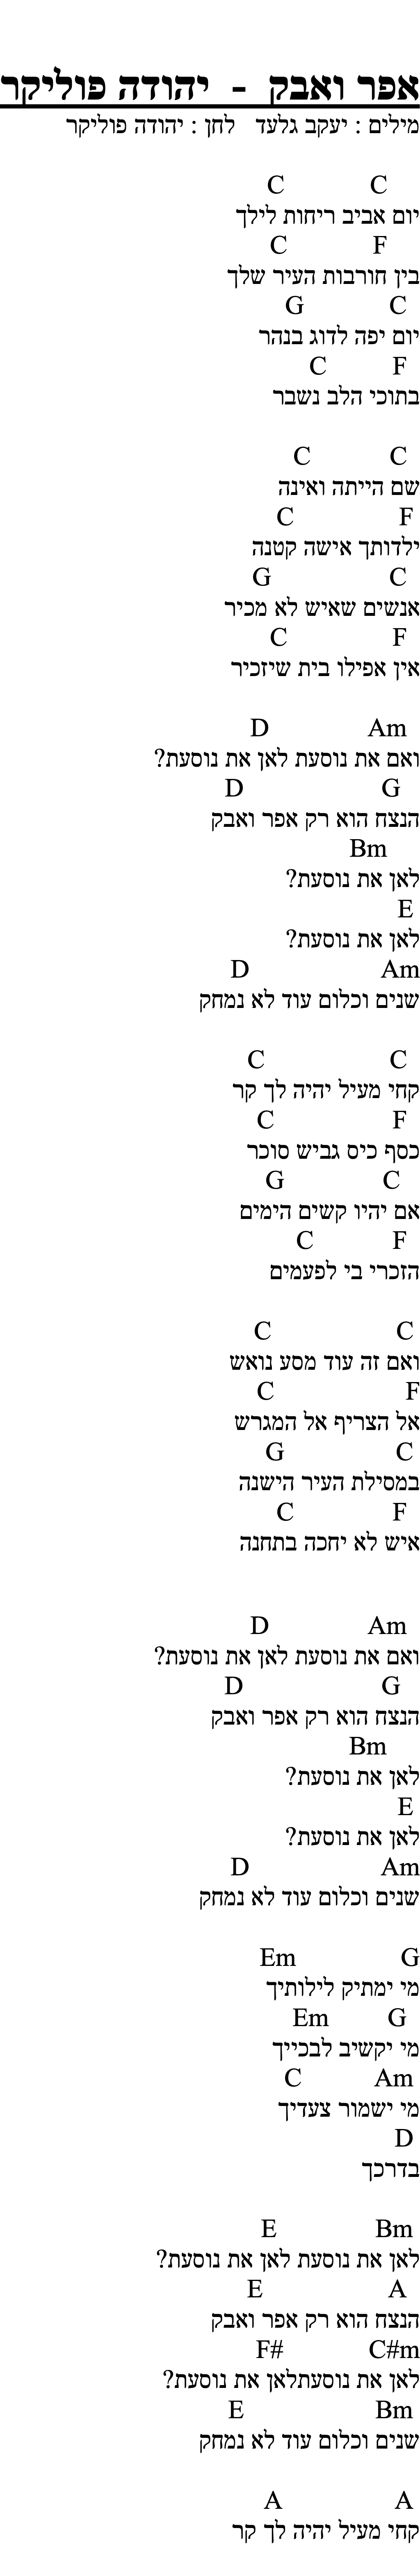 אפר ואבק - יהודה פוליקר
מילים : יעקב גלעד לחן : יהודה פוליקר
C C
יום אביב ריחות לילך
F C
בין חורבות העיר שלך
C G
יום יפה לדוג בנהר
F C
בתוכי הלב נשבר
C C
שם הייתה ואינה
F C
ילדותך אישה קטנה
C G
אנשים שאיש לא מכיר
F C
אין אפילו בית שיזכיר
Am D
ואם את נוסעת לאן את נוסעת?
G D
הנצח הוא רק אפר ואבק
Bm
לאן את נוסעת?
E
לאן את נוסעת?
Am D
שנים וכלום עוד לא נמחק
C C
קחי מעיל יהיה לך קר
F C
כסף כיס גביש סוכר
C G
אם יהיו קשים הימים
F C
הזכרי בי לפעמים
C C
ואם זה עוד מסע נואש
F C
אל הצריף אל המגרש
C G
במסילת העיר הישנה
F C
איש לא יחכה בתחנה
Am D
ואם את נוסעת לאן את נוסעת?
G D
הנצח הוא רק אפר ואבק
Bm
לאן את נוסעת?
E
לאן את נוסעת?
Am D
שנים וכלום עוד לא נמחק
G Em
מי ימתיק לילותיך
G Em
מי יקשיב לבכייך
Am C
מי ישמור צעדיך
D
בדרכך
Bm E
לאן את נוסעת לאן את נוסעת?
A E
הנצח הוא רק אפר ואבק
C#m F#
לאן את נוסעתלאן את נוסעת?
Bm E
שנים וכלום עוד לא נמחק
A A
קחי מעיל יהיה לך קר